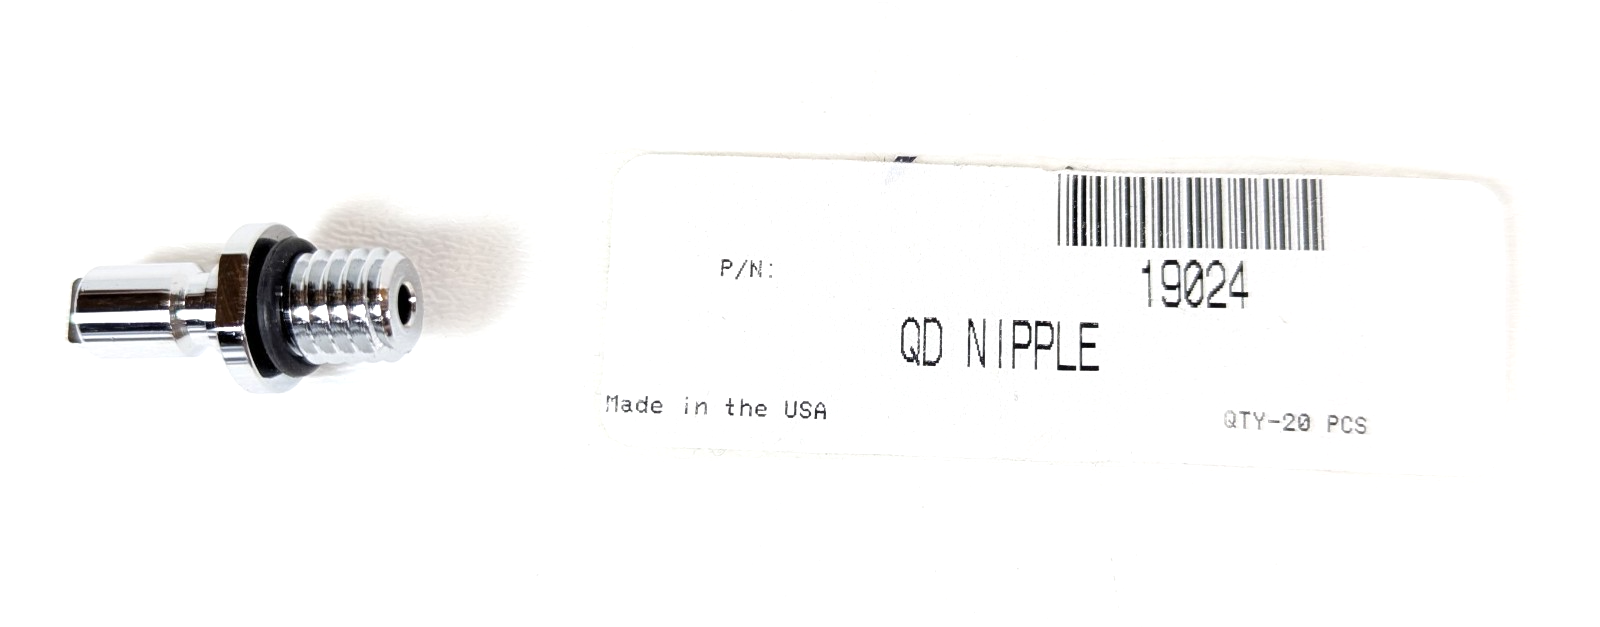 P/N: 19024
QD NIPPLE
Made in the USA QTY-20 PCS